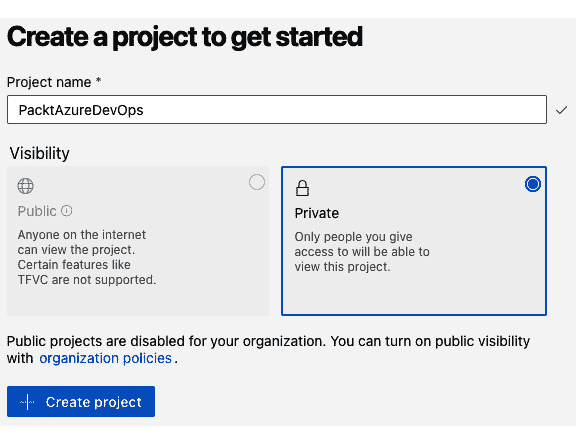 Create a project to get started
Project name *
PacktAzureDevOps
Visibility
Public
Anyone on the internet
can view the project.
Certain features like
TFVC are not supported.
Private
Only people you give
access to will be able to
view this project.
Public projects are disabled for your organization. You can turn on public visibility
with organization policies.
Create project